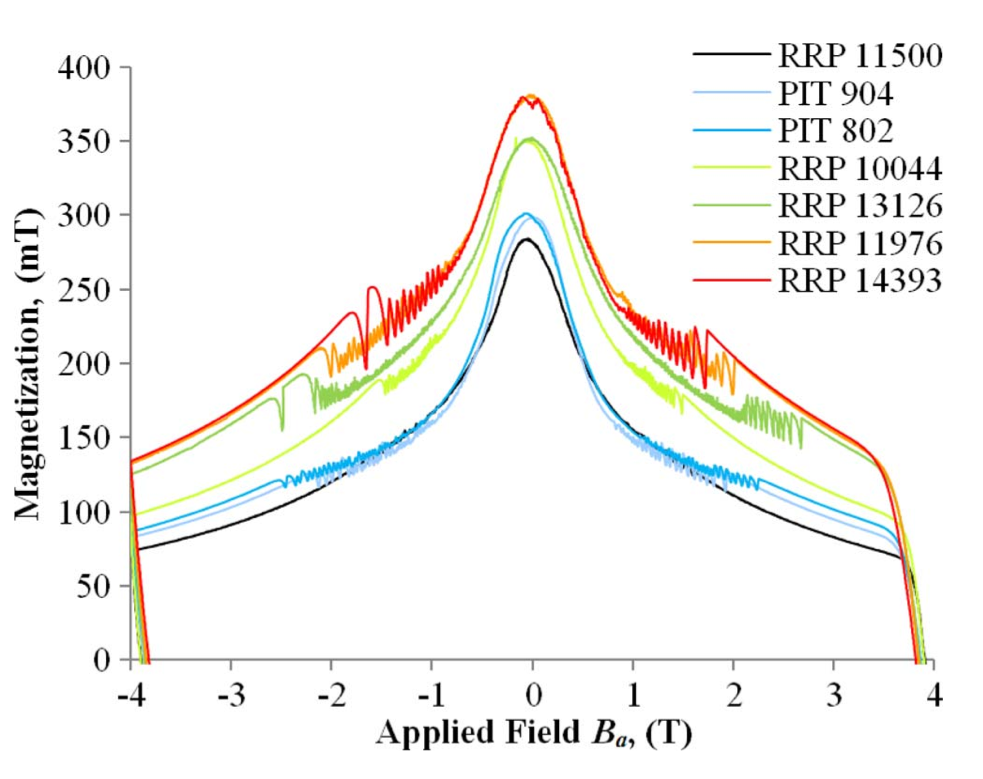 RRP 11500
PIT 904
PIT 802
RRP 10044
RRP 13126
RRP 11976
RRP 14393
Magnetization, (mT)
400
350
300
250
200
150
100
50
0
-4 -3 -2 -1 0 1 2 3 4
Applied Field Ba, (T)